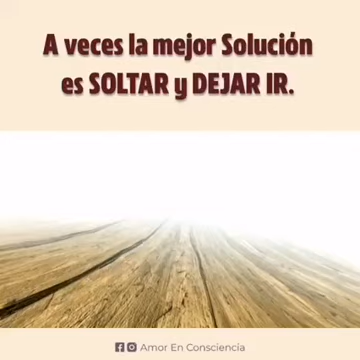 A veces la mejor Solución
es SOLTAR y DEJAR IR.
Amor En Consciencia